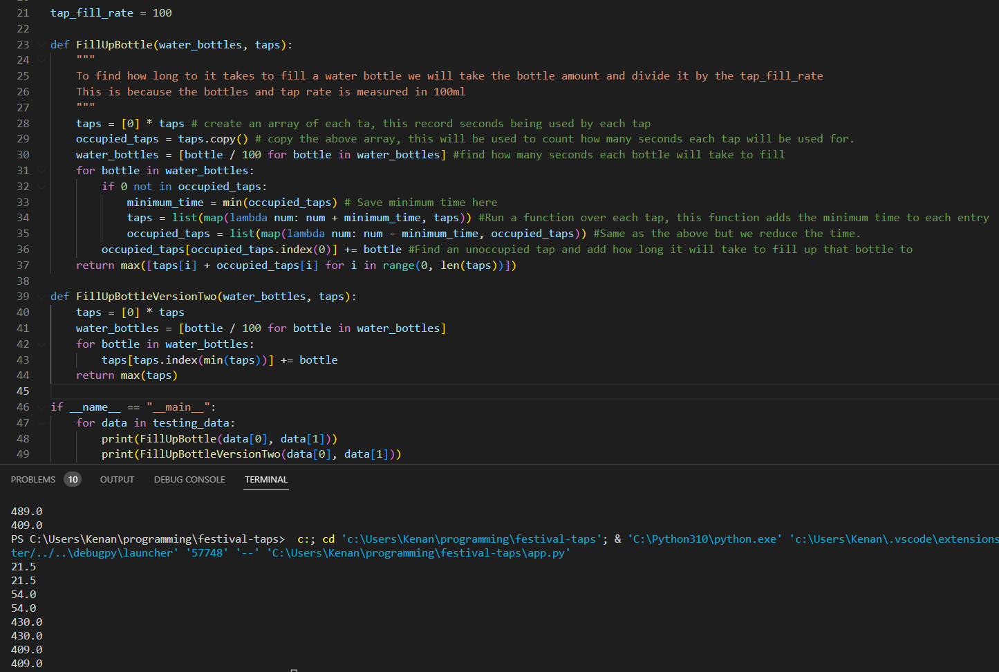 21 tap_fill_rate = 100
22
23 def FillUpBottle(water_bottles, taps):
24 """
25 To find how long to it takes to fill a water bottle we will take the bottle amount and divide it by the tap_fill_rate
26 This is because the bottles and tap rate is measured in 100ml
27 """
28 taps = [0] * taps # create an array of each ta, this record seconds being used by each tap
29 occupied_taps = taps.copy() # copy the above array, this will be used to count how many seconds each tap will be used for.
30 water_bottles = [bottle / 100 for bottle in water_bottles] #find how many seconds each bottle will take to fill
31 for bottle in water_bottles:
32 if 0 not in occupied_taps:
33 minimum_time = min(occupied_taps) # Save minimum time here
34 taps = list(map(lambda num: num + minimum_time, taps)) #Run a function over each tap, this function adds the minimum time to each entry
35 occupied_taps = list(map(lambda num: num - minimum_time, occupied_taps)) #Same as the above but we reduce the time.
36 occupied_taps[occupied_taps.index(0)] += bottle #Find an unoccupied tap and add how long it will take to fill up that bottle to
37 return max([taps[i] + occupied_taps[i] for i in range(0, len(taps))])
38
39 def FillUpBottleVersionTwo(water_bottles, taps):
40 taps = [0] * taps
41 water_bottles = [bottle / 100 for bottle in water_bottles]
42 for bottle in water_bottles:
43 taps[taps.index(min(taps))] += bottle
44 return max(taps)
45
46 if __name__ == "__main__":
47 for data in testing_data:
48 print(FillUpBottle(data[0], data[1]))
49 print(FillUpBottleVersionTwo(data[0], data[1]))
PROBLEMS 10 OUTPUT DEBUG CONSOLE TERMINAL
489.0
409.0
PS C:\Users\Kenan\programming\festival-taps> c:; cd 'c:\Users\Kenan\programming\festival-taps'; & 'C:\Python310\python.exe' 'c:\Users\Kenan\.vscode\extensions
ter/../..\debugpy\launcher' '57748' '--' 'C:\Users\Kenan\programming\festival-taps\app.py'
21.5
21.5
54.0
54.0
430.0
430.0
409.0
409.0